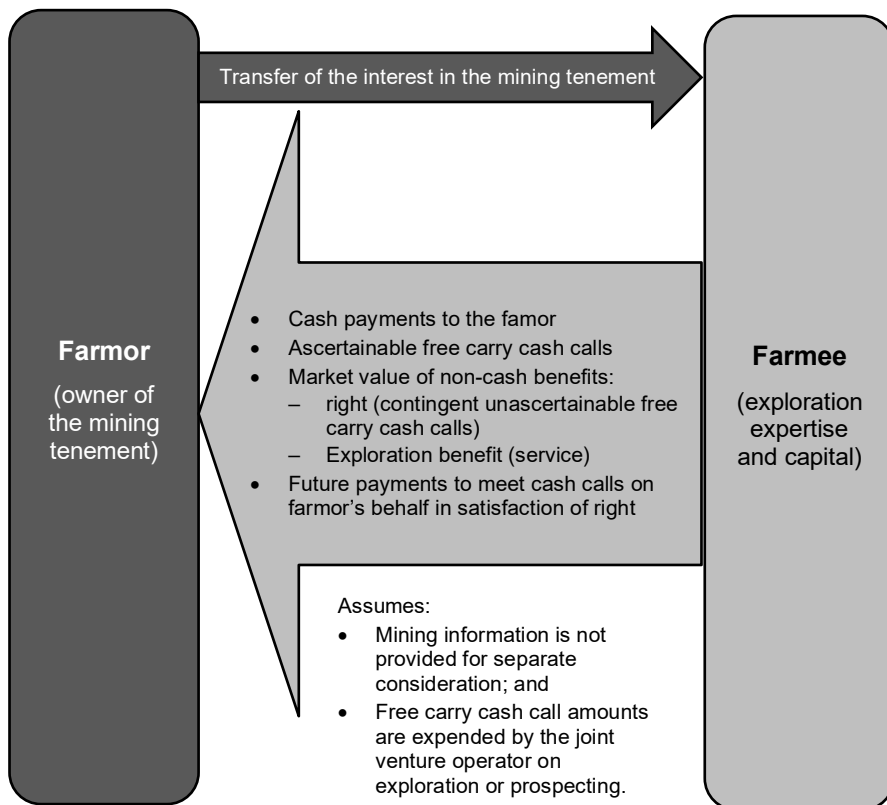 Transfer of the interest in the mining tenement
Farmor
(owner of
the mining
tenement)
• Cash payments to the famor
• Ascertainable free carry cash calls
• Market value of non-cash benefits:
– right (contingent unascertainable free
carry cash calls)
– Exploration benefit (service)
• Future payments to meet cash calls on
farmor’s behalf in satisfaction of right
Farmee
(exploration
expertise
and capital)
Assumes:
• Mining information is not
provided for separate
consideration; and
• Free carry cash call amounts
are expended by the joint
venture operator on
exploration or prospecting.